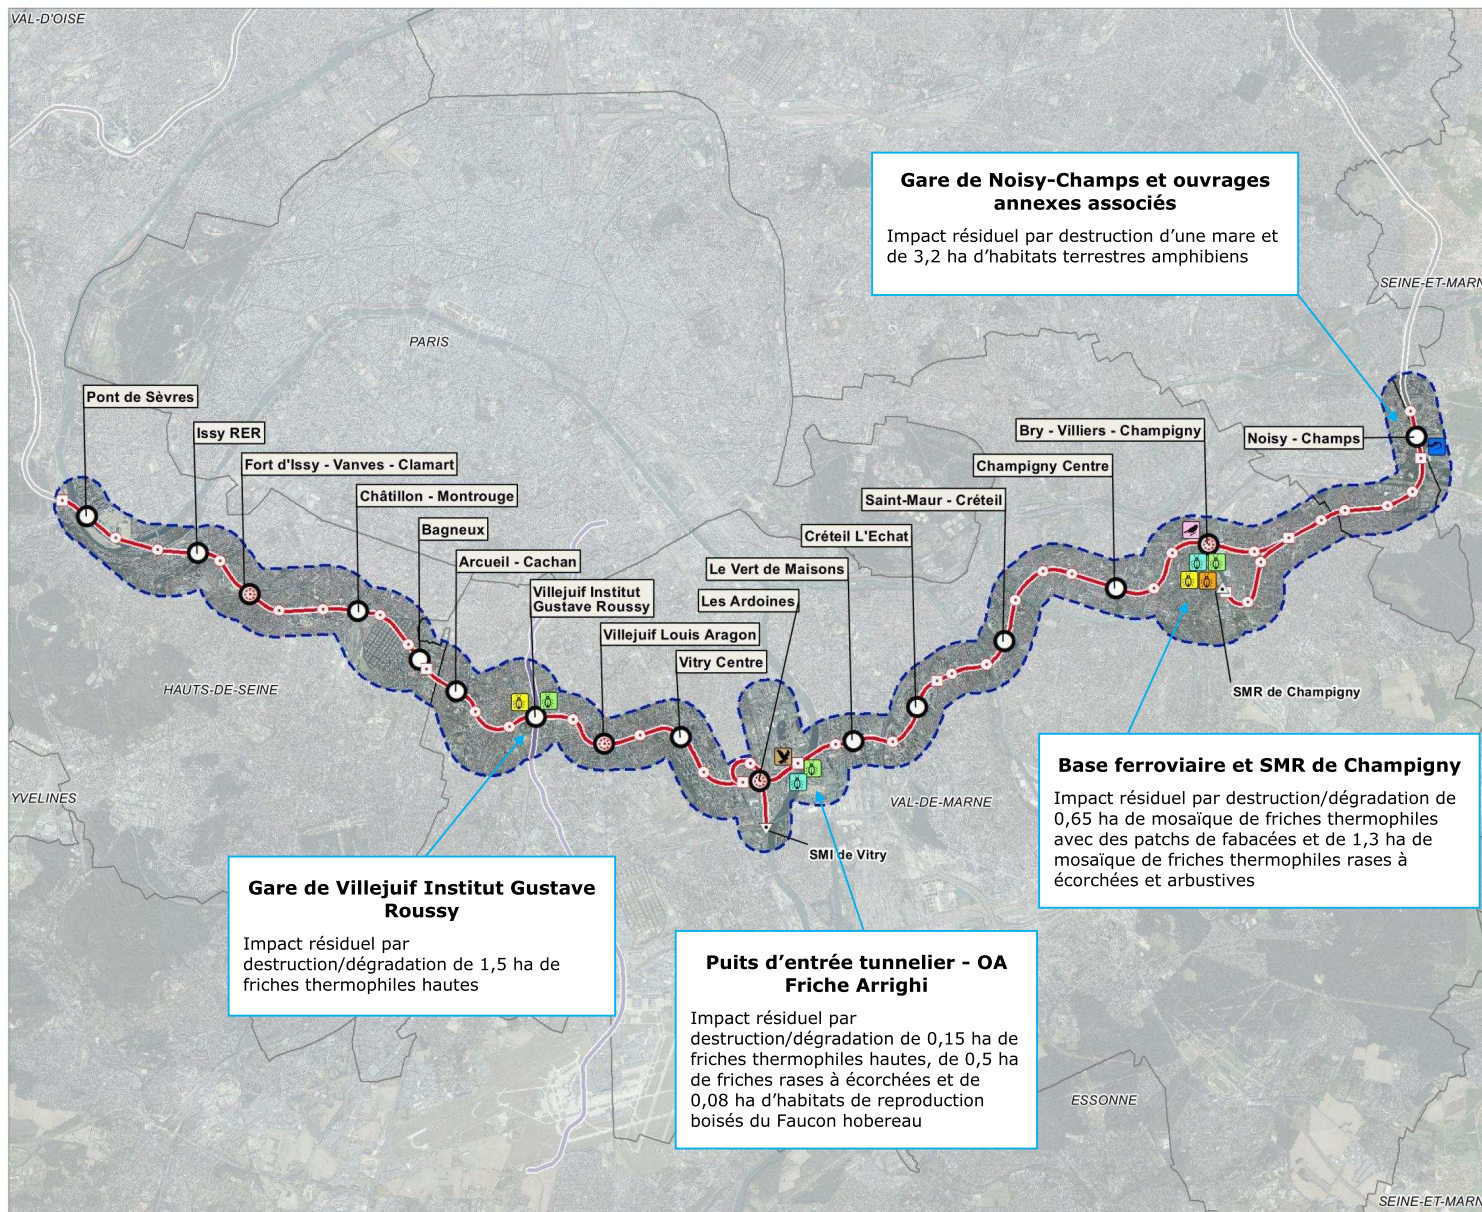 VAL-D'OISE
Gare de Noisy-Champs et ouvrages
annexes associés
Impact résiduel par destruction d’une mare et
de 3,2 ha d’habitats terrestres amphibiens
SEINE-ET-MARN
PARIS
Pont de Sèvres
Issy RER
Fort d'Issy - Vanves - Clamart
Châtillon - Montrouge
Bagneux
Arcueil - Cachan
Villejuif Institut
Gustave Roussy
Villejuif Louis Aragon
Vitry Centre
Les Ardoines
Le Vert de Maisons
Créteil L'Echat
Saint-Maur - Créteil
Champigny Centre
Bry - Villiers - Champigny
Noisy - Champs
HAUTS-DE-SEINE
SMR de Champigny
YVELINES
VAL-DE-MARNE
SMI de Vitry
Base ferroviaire et SMR de Champigny
Impact résiduel par destruction/dégradation de
0,65 ha de mosaïque de friches thermophiles
avec des patchs de fabacées et de 1,3 ha de
mosaïque de friches thermophiles rases à
écorchées et arbustives
Gare de Villejuif Institut Gustave
Roussy
Impact résiduel par
destruction/dégradation de 1,5 ha de
friches thermophiles hautes
Puits d’entrée tunnelier - OA
Friche Arrighi
Impact résiduel par
destruction/dégradation de 0,15 ha de
friches thermophiles hautes, de 0,5 ha
de friches rases à écorchées et de
0,08 ha d’habitats de reproduction
boisés du Faucon hobereau
ESSONNE
SEINE-ET-MARN